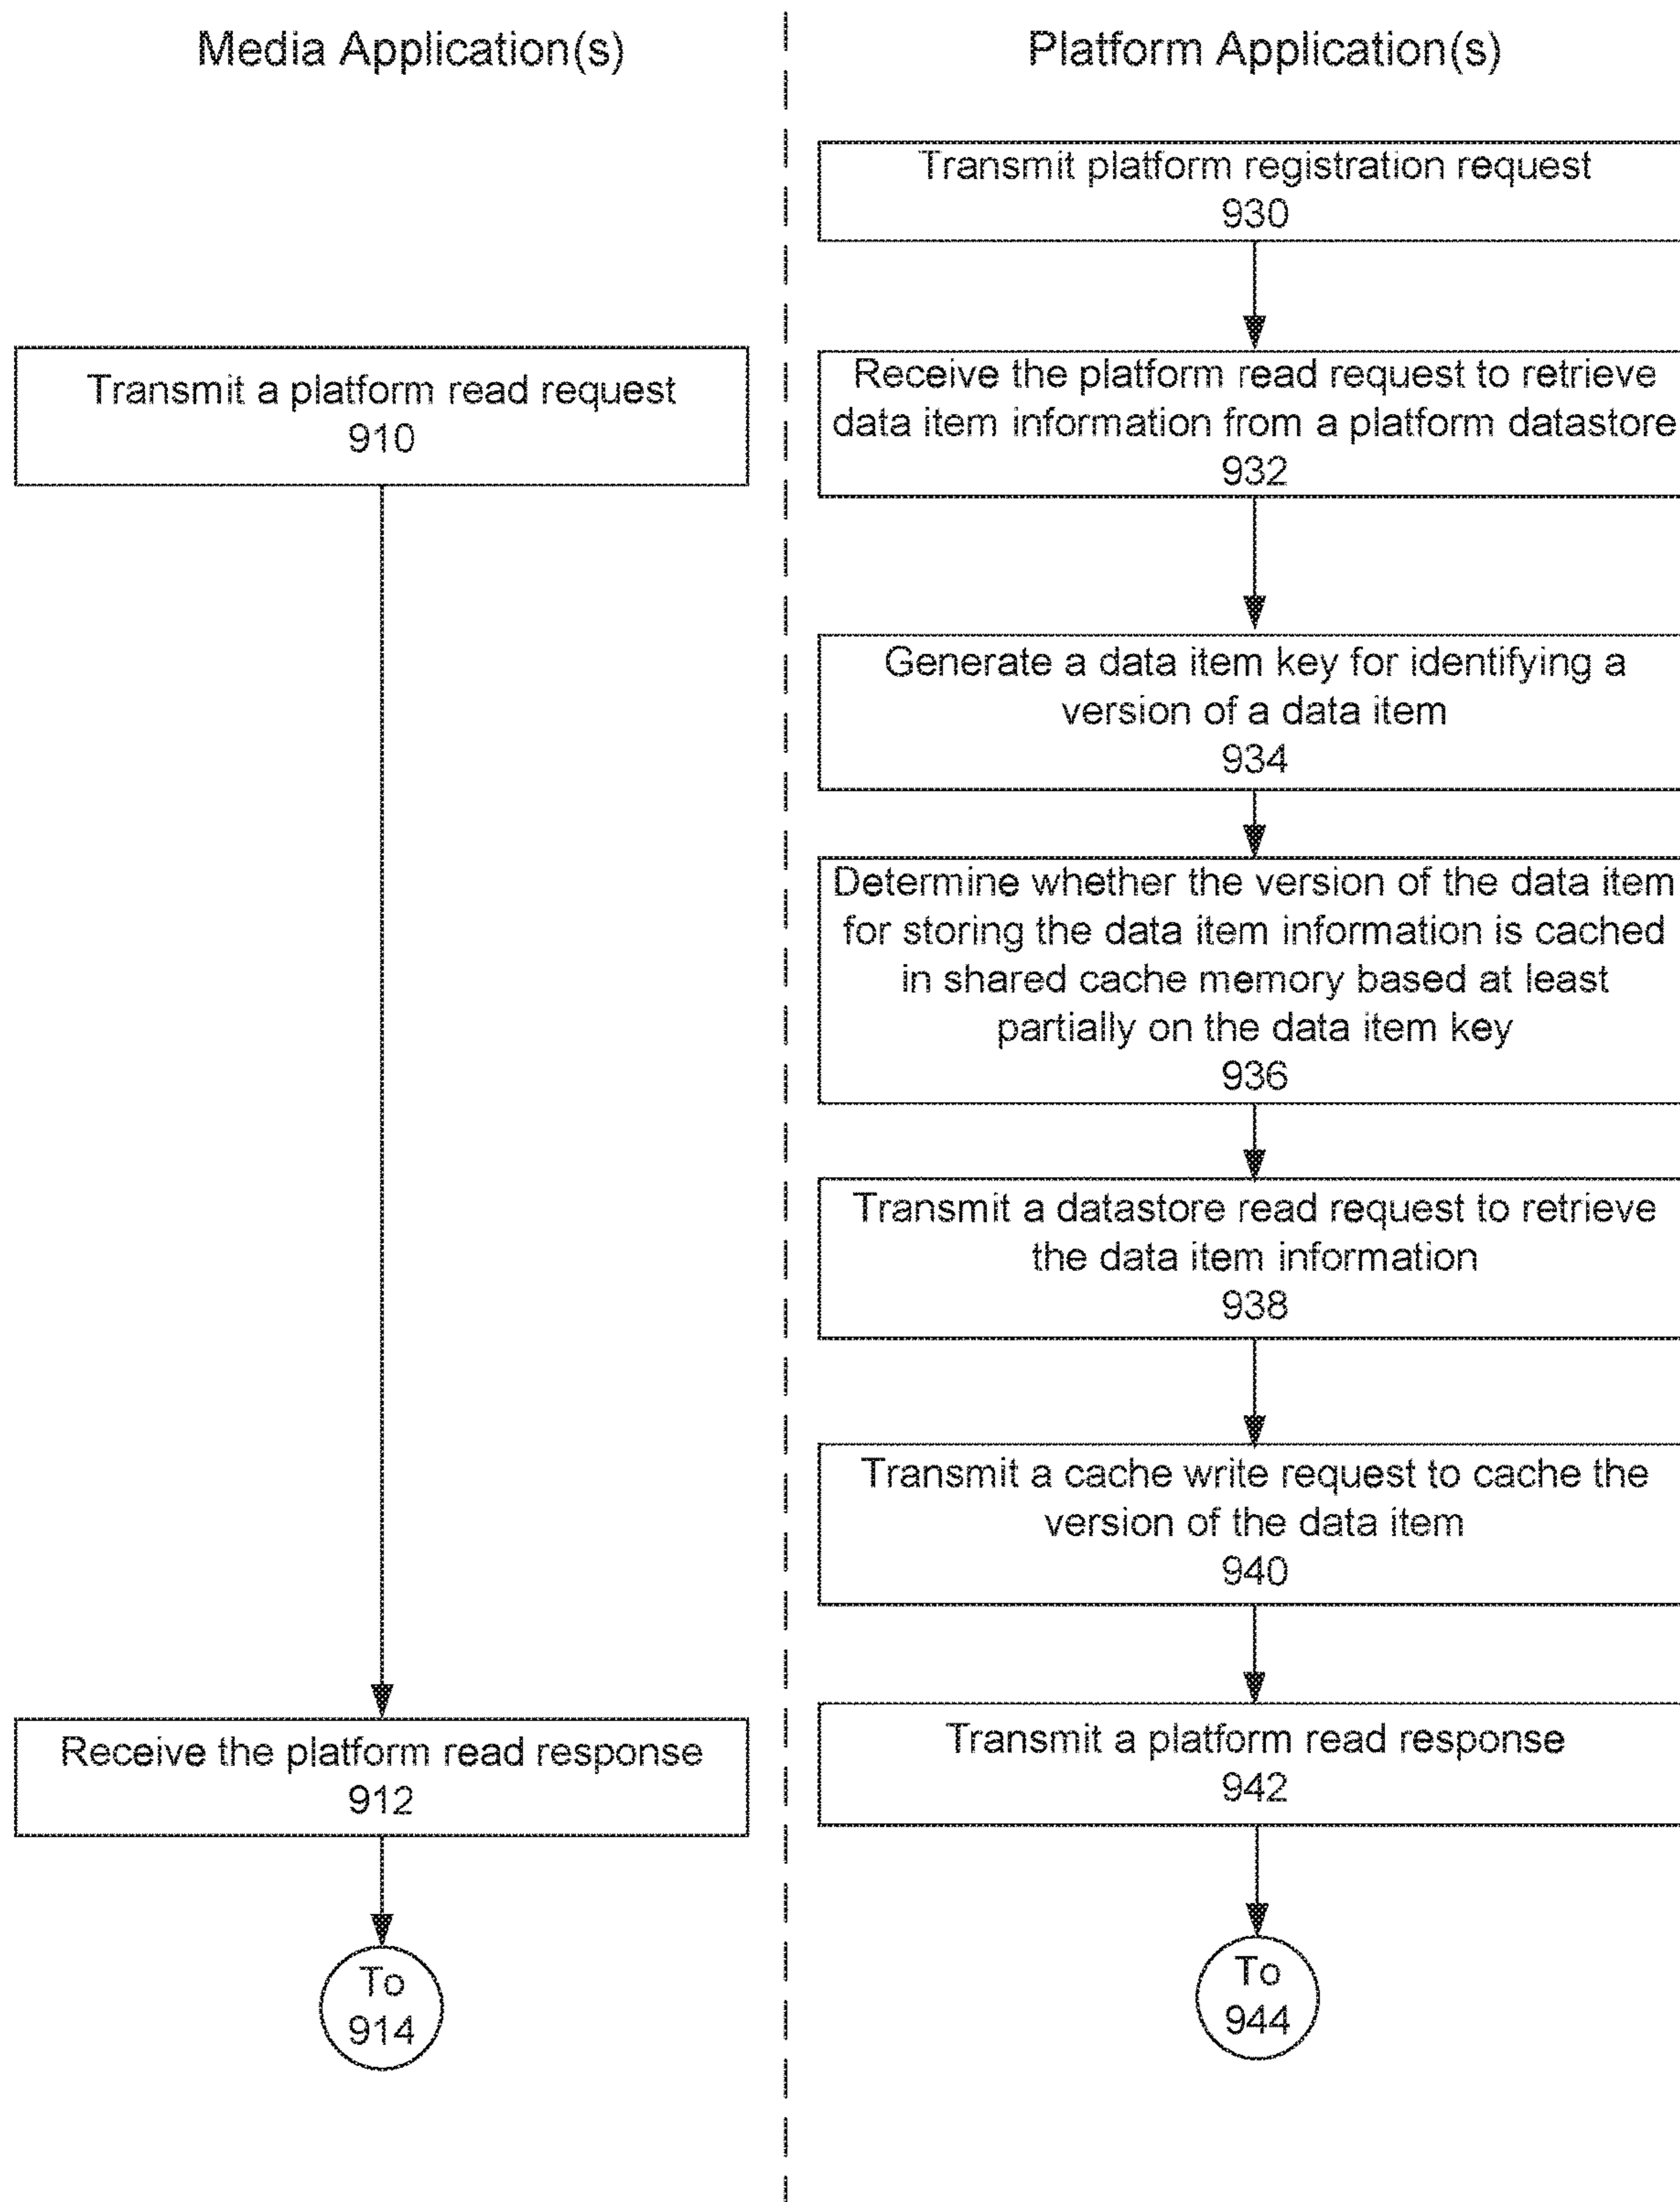 Media Application(s)
Platform Application(s)
Transmit platform registration request
930
Transmit a platform read request
910
Receive the platform read request to retrieve
data item information from a platform datastore
932
Generate a data item key for identifying a
version of a data item
934
Determine whether the version of the data item
for storing the data item information is cached
in shared cache memory based at least
partially on the data item key
936
Transmit a datastore read request to retrieve
the data item information
938
Transmit a cache write request to cache the
version of the data item
940
Receive the platform read response
912
Transmit a platform read response
942
To
914
To
944